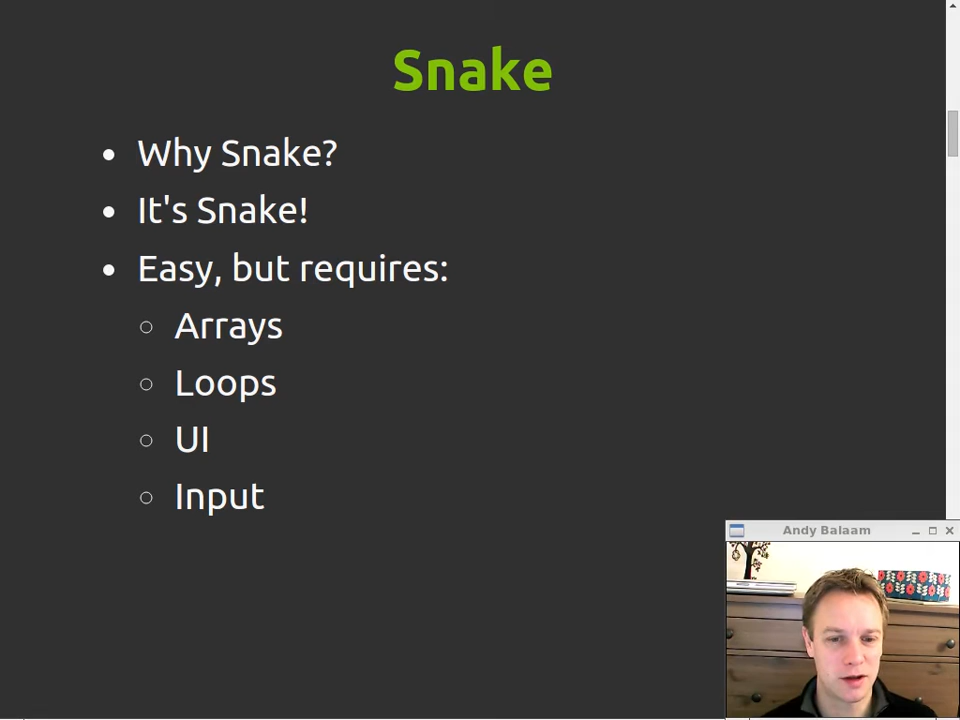 Snake
Why Snake?
It's Snake!
Easy, but requires:
Arrays
Loops
UI
Input
Andy Balaam